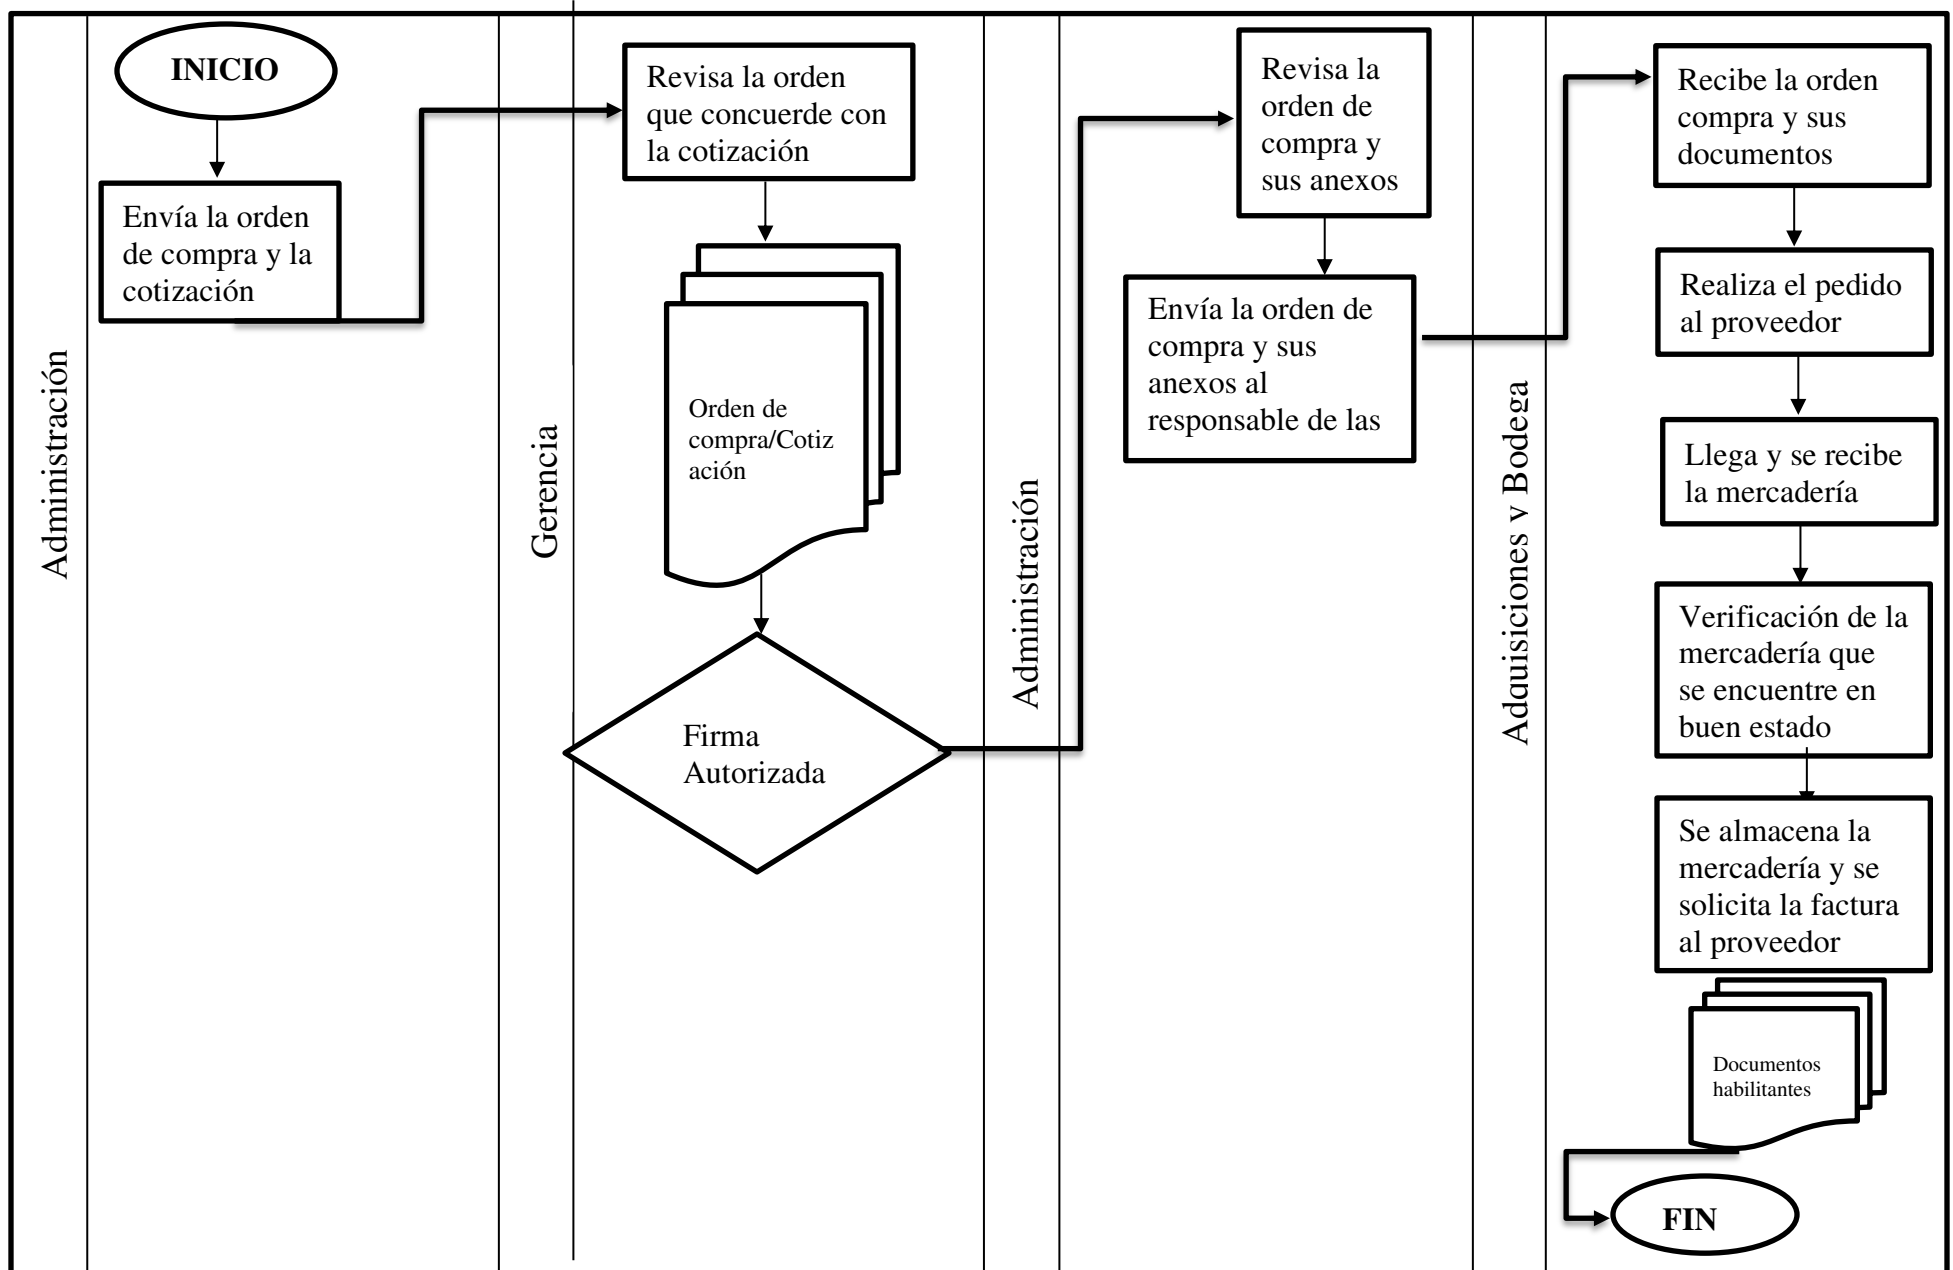 Administración
INICIO
Envía la orden
de compra y la
cotización
Gerencia
Revisa la orden
que concuerde con
la cotización
Orden de
compra/Cotiz
ación
Firma
Autorizada
Administración
Revisa la
orden de
compra y
sus anexos
Envía la orden de
compra y sus
anexos al
responsable de las
Adquisiciones y Bodega
Recibe la orden
compra y sus
documentos
Realiza el pedido
al proveedor
Llega y se recibe
la mercadería
Verificación de la
mercadería que
se encuentre en
buen estado
Se almacena la
mercadería y se
solicita la factura
al proveedor
Documentos
habilitantes
FIN